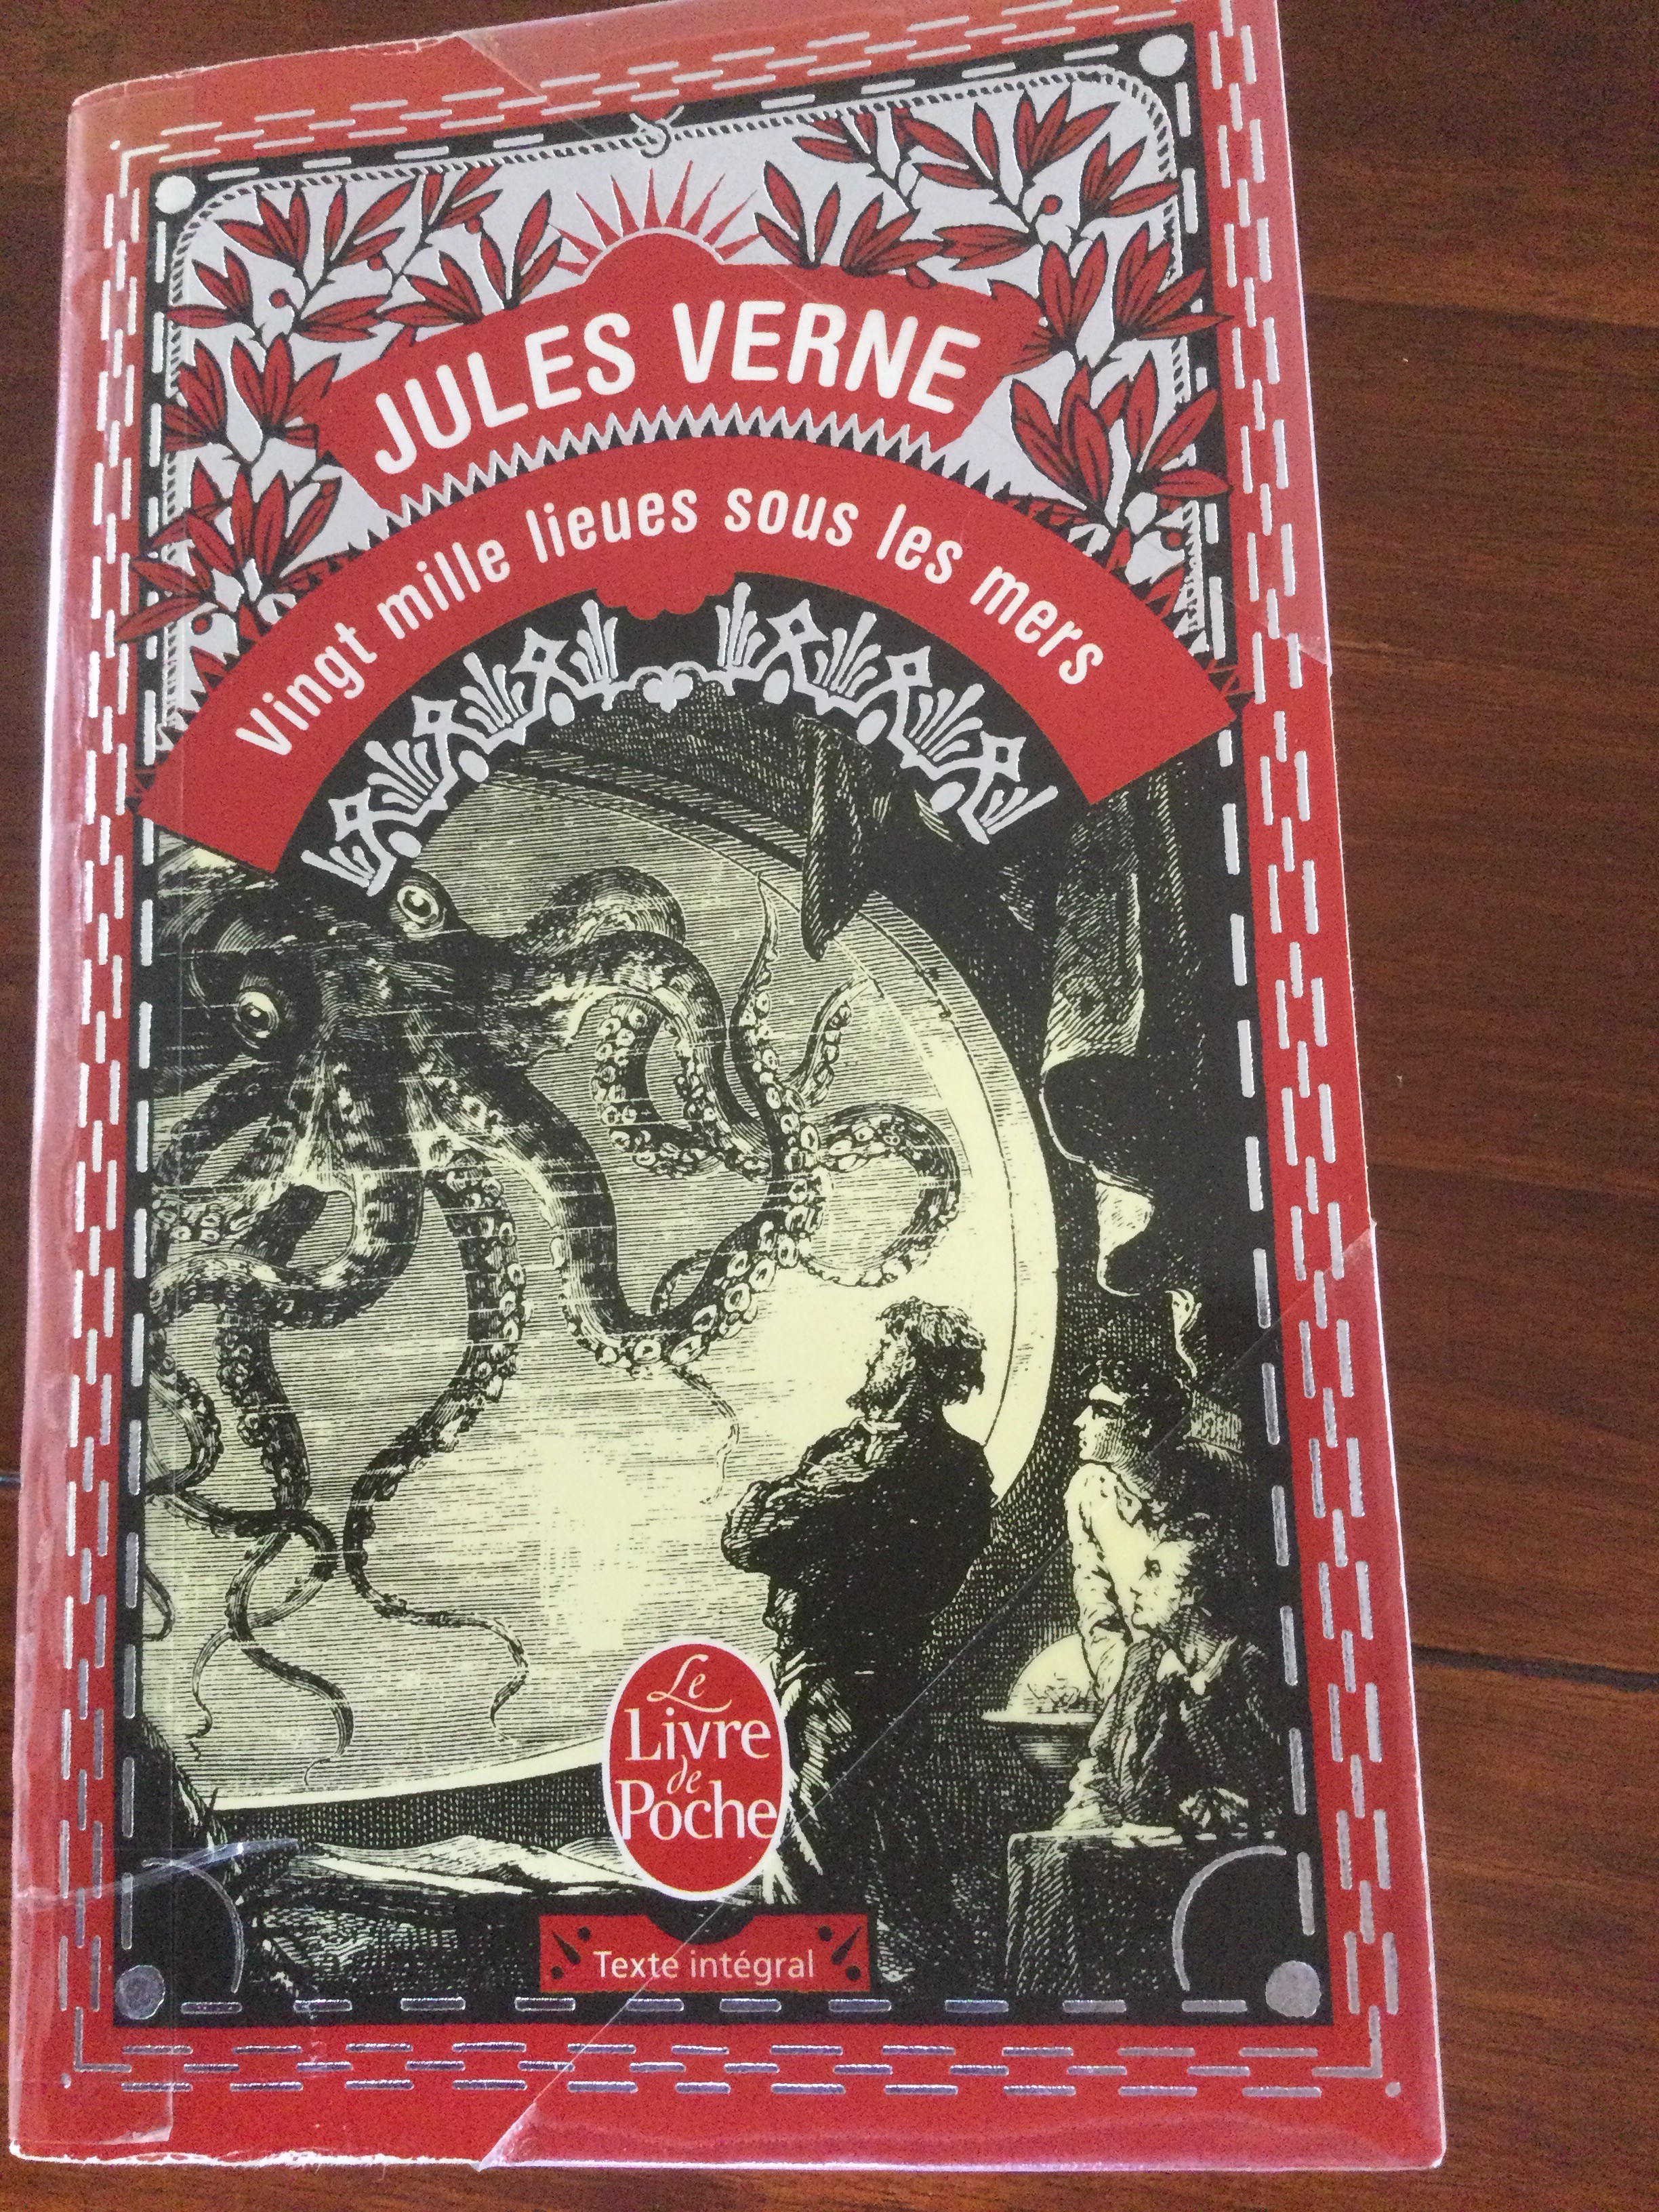 JULES VERNE
Vingt mille lieues sous les mers
Le
Livre
de
Poche
Texte intégral